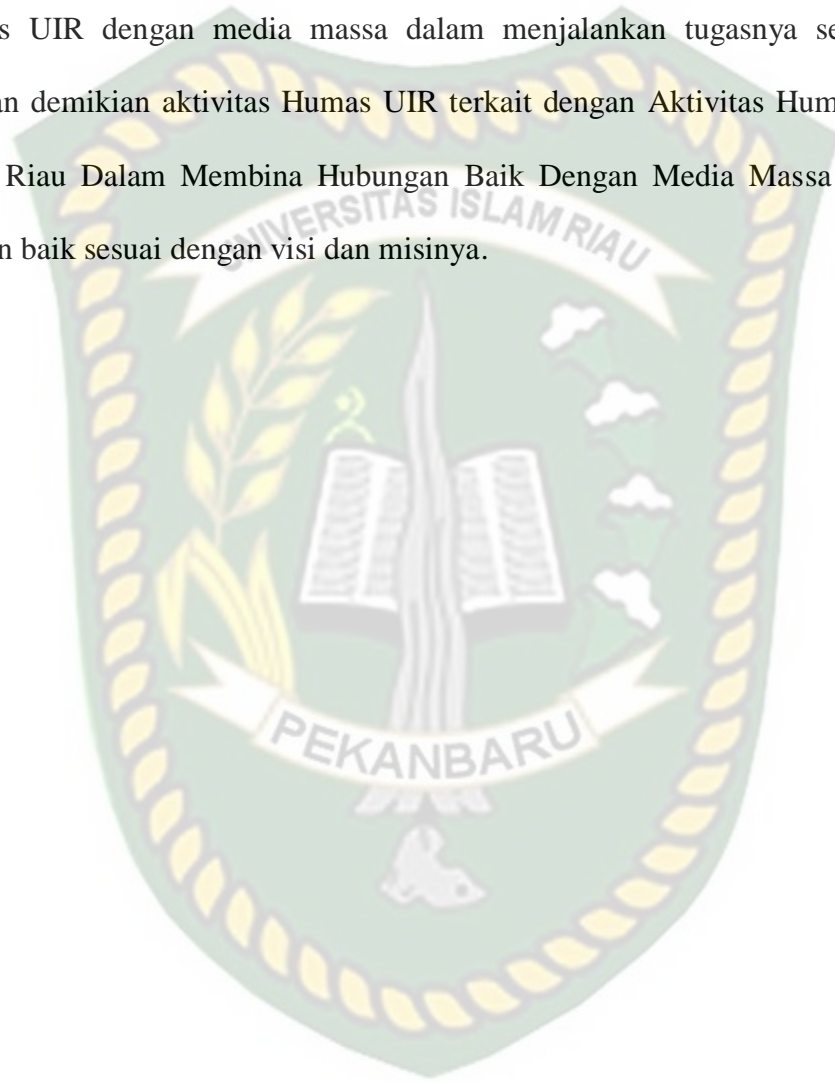 s UIR dengan media massa dalam menjalankan tugasnya se
an demikian aktivitas Humas UIR terkait dengan Aktivitas Hum
Riau Dalam Membina Hubungan Baik Dengan Media Massa
n baik sesuai dengan visi dan misinya.
UNIVERSITAS ISLAM RIAU
PEKANBARU